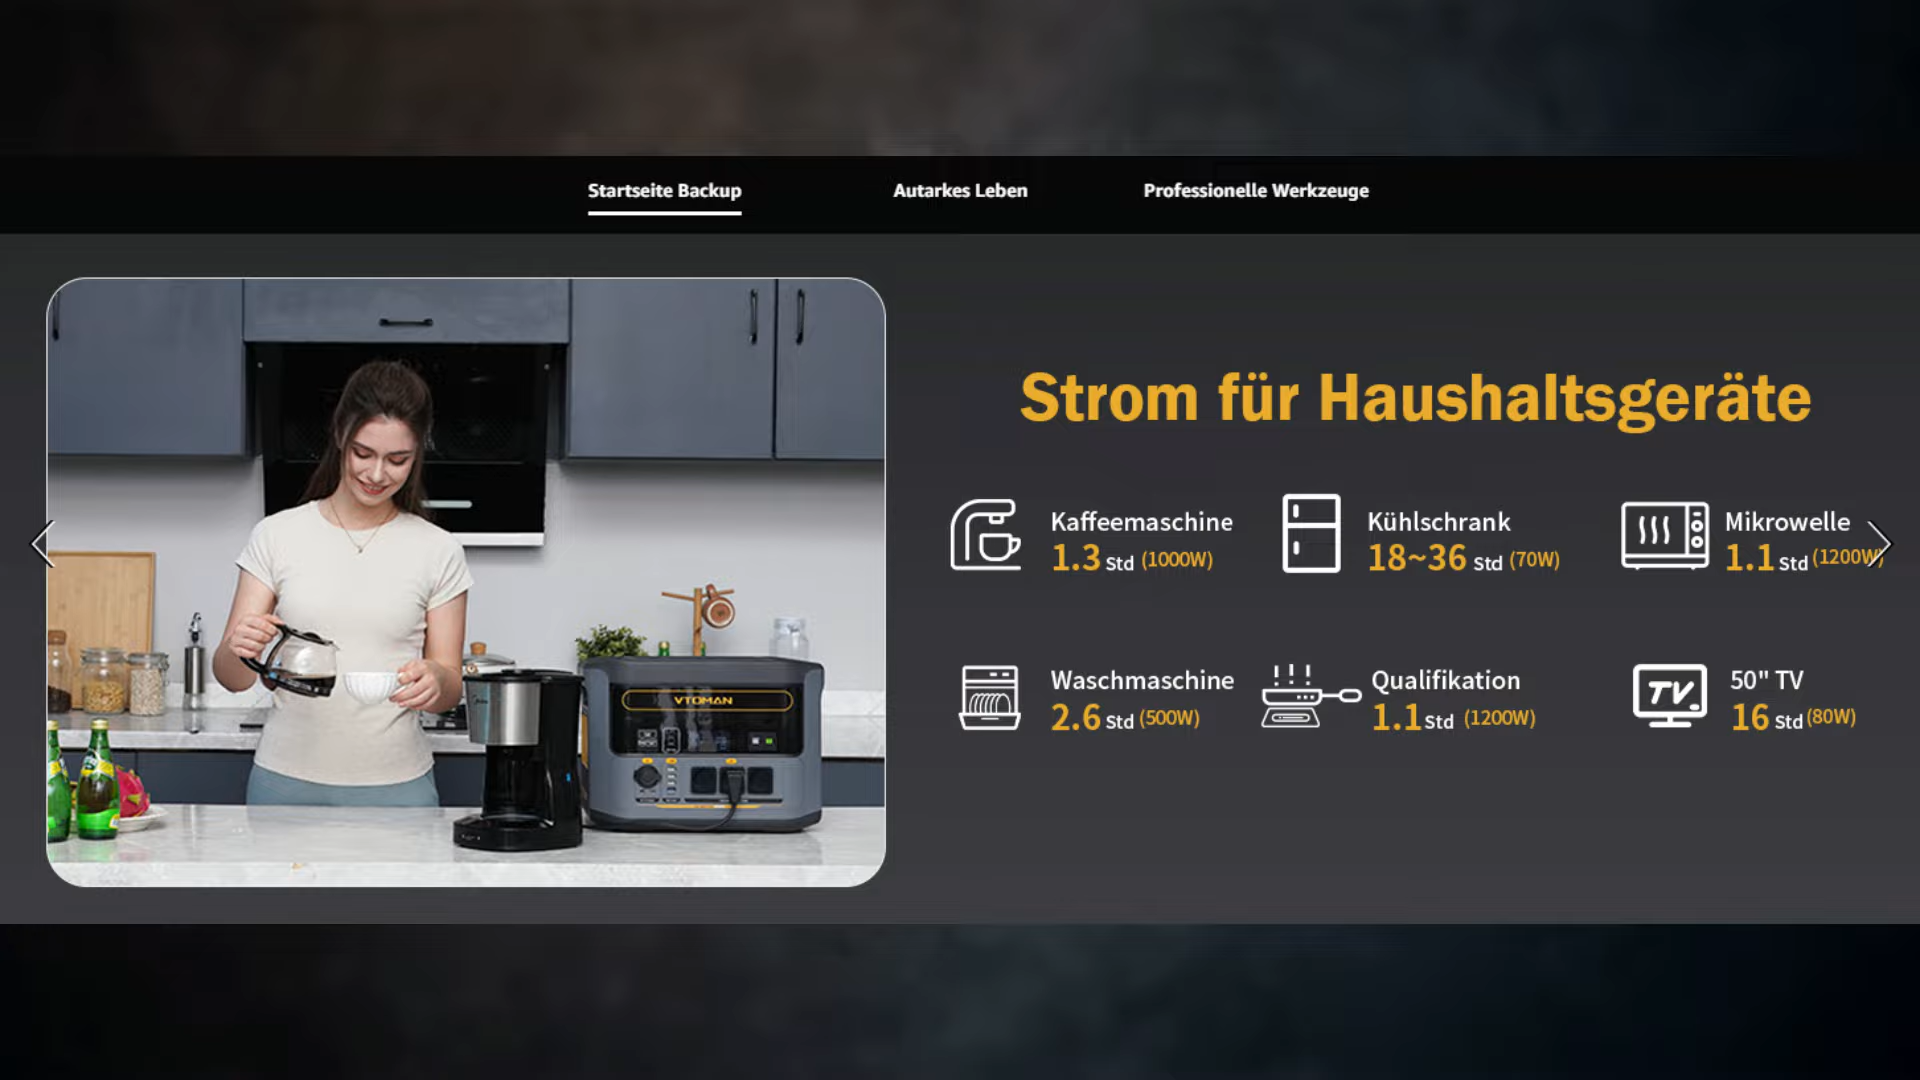 Startseite Backup
Autarkes Leben
Professionelle Werkzeuge
Strom für Haushaltsgeräte
Kaffeemaschine
1.3 Std (1000W)
Kühlschrank
18~36 Std (70W)
Mikrowelle
1.1 Std (1200W)
Waschmaschine
2.6 Std (500W)
Qualifikation
1.1 Std (1200W)
TV
50" TV
16 Std (80W)
VTOMAN